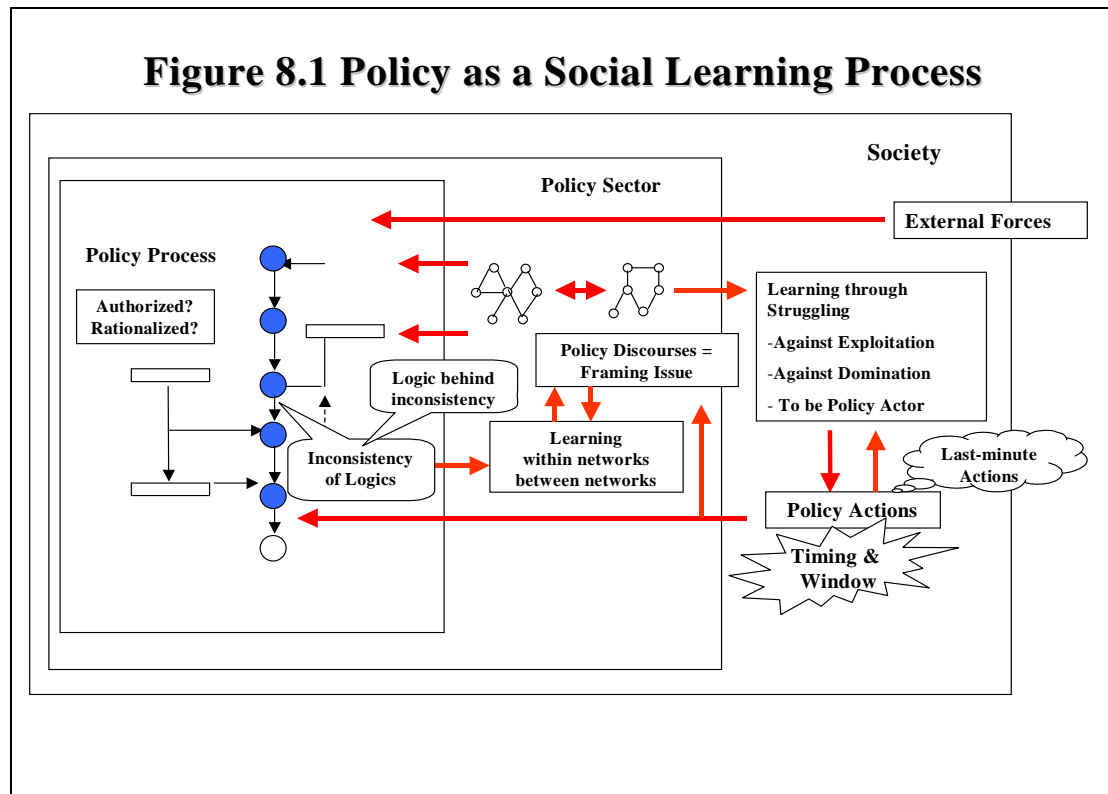 Figure 8.1 Policy as a Social Learning Process
Society
Policy Sector
External Forces
Policy Process
Authorized?
Rationalized?
Learning through
Struggling
-Against Exploitation
-Against Domination
- To be Policy Actor
Policy Discourses =
Framing Issue
Logic behind
inconsistency
Inconsistency
of Logics
Learning
within networks
between networks
Last-minute
Actions
Policy Actions
Timing &
Window